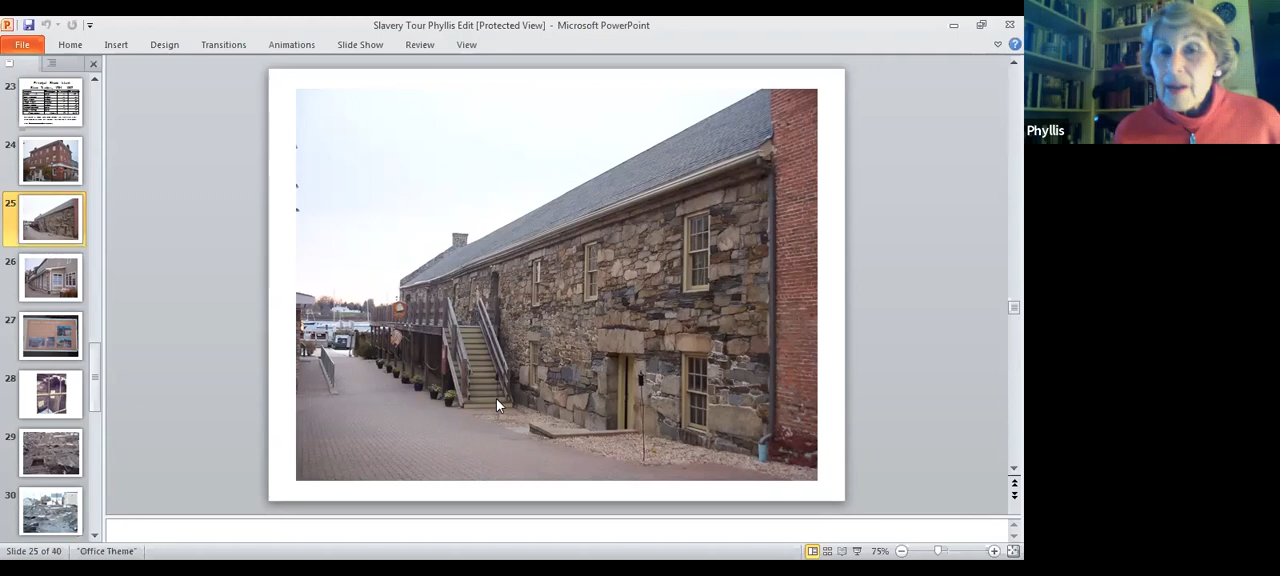 Slavery Tour Phyllis Edit [Protected View] - Microsoft PowerPoint
File Home Insert Design Transitions Animations Slide Show Review View
Phyllis
23
24
25
26
27
28
29
30
Slide 25 of 40 "Office Theme" 75%